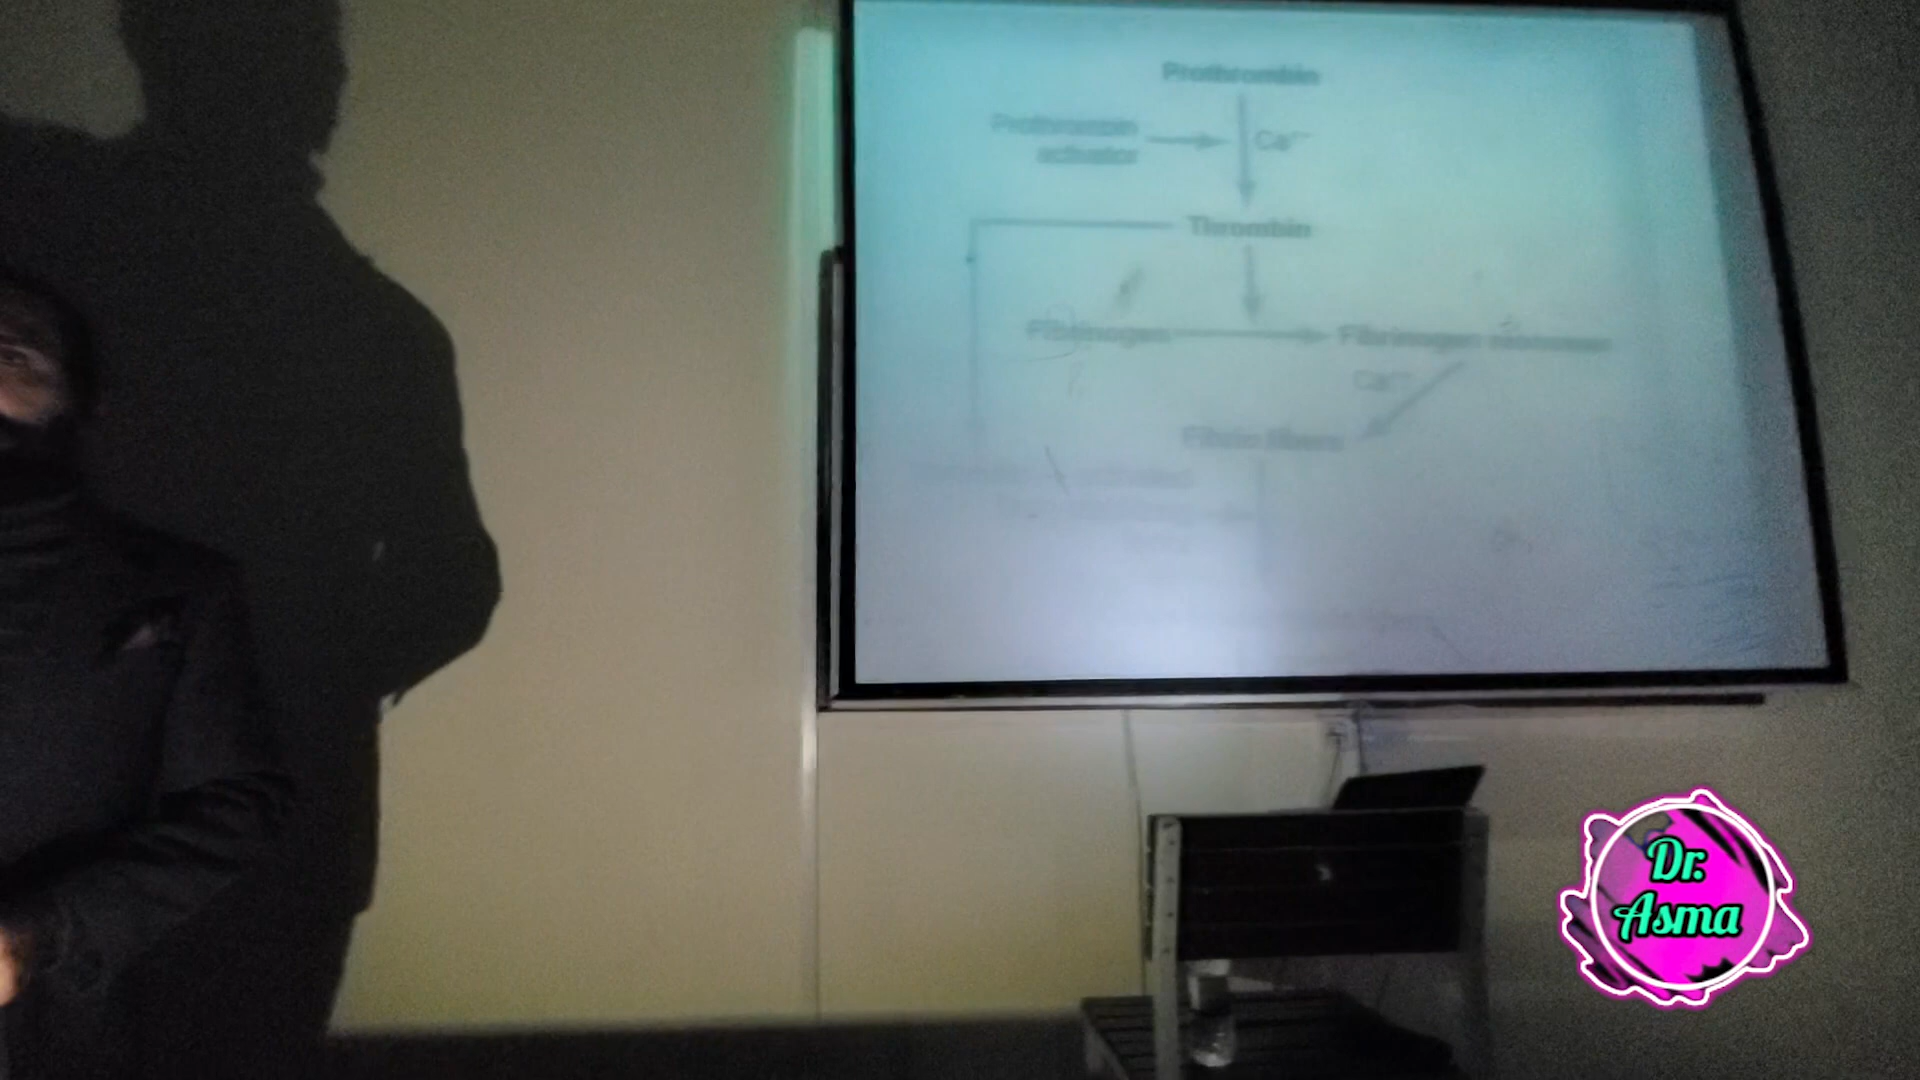 Prothrombin
Prothrombin
activator
Ca++
Thrombin
Fibrinogen
Fibrinogen monomer
Ca++
Fibrin fibers
Dr.
Asma